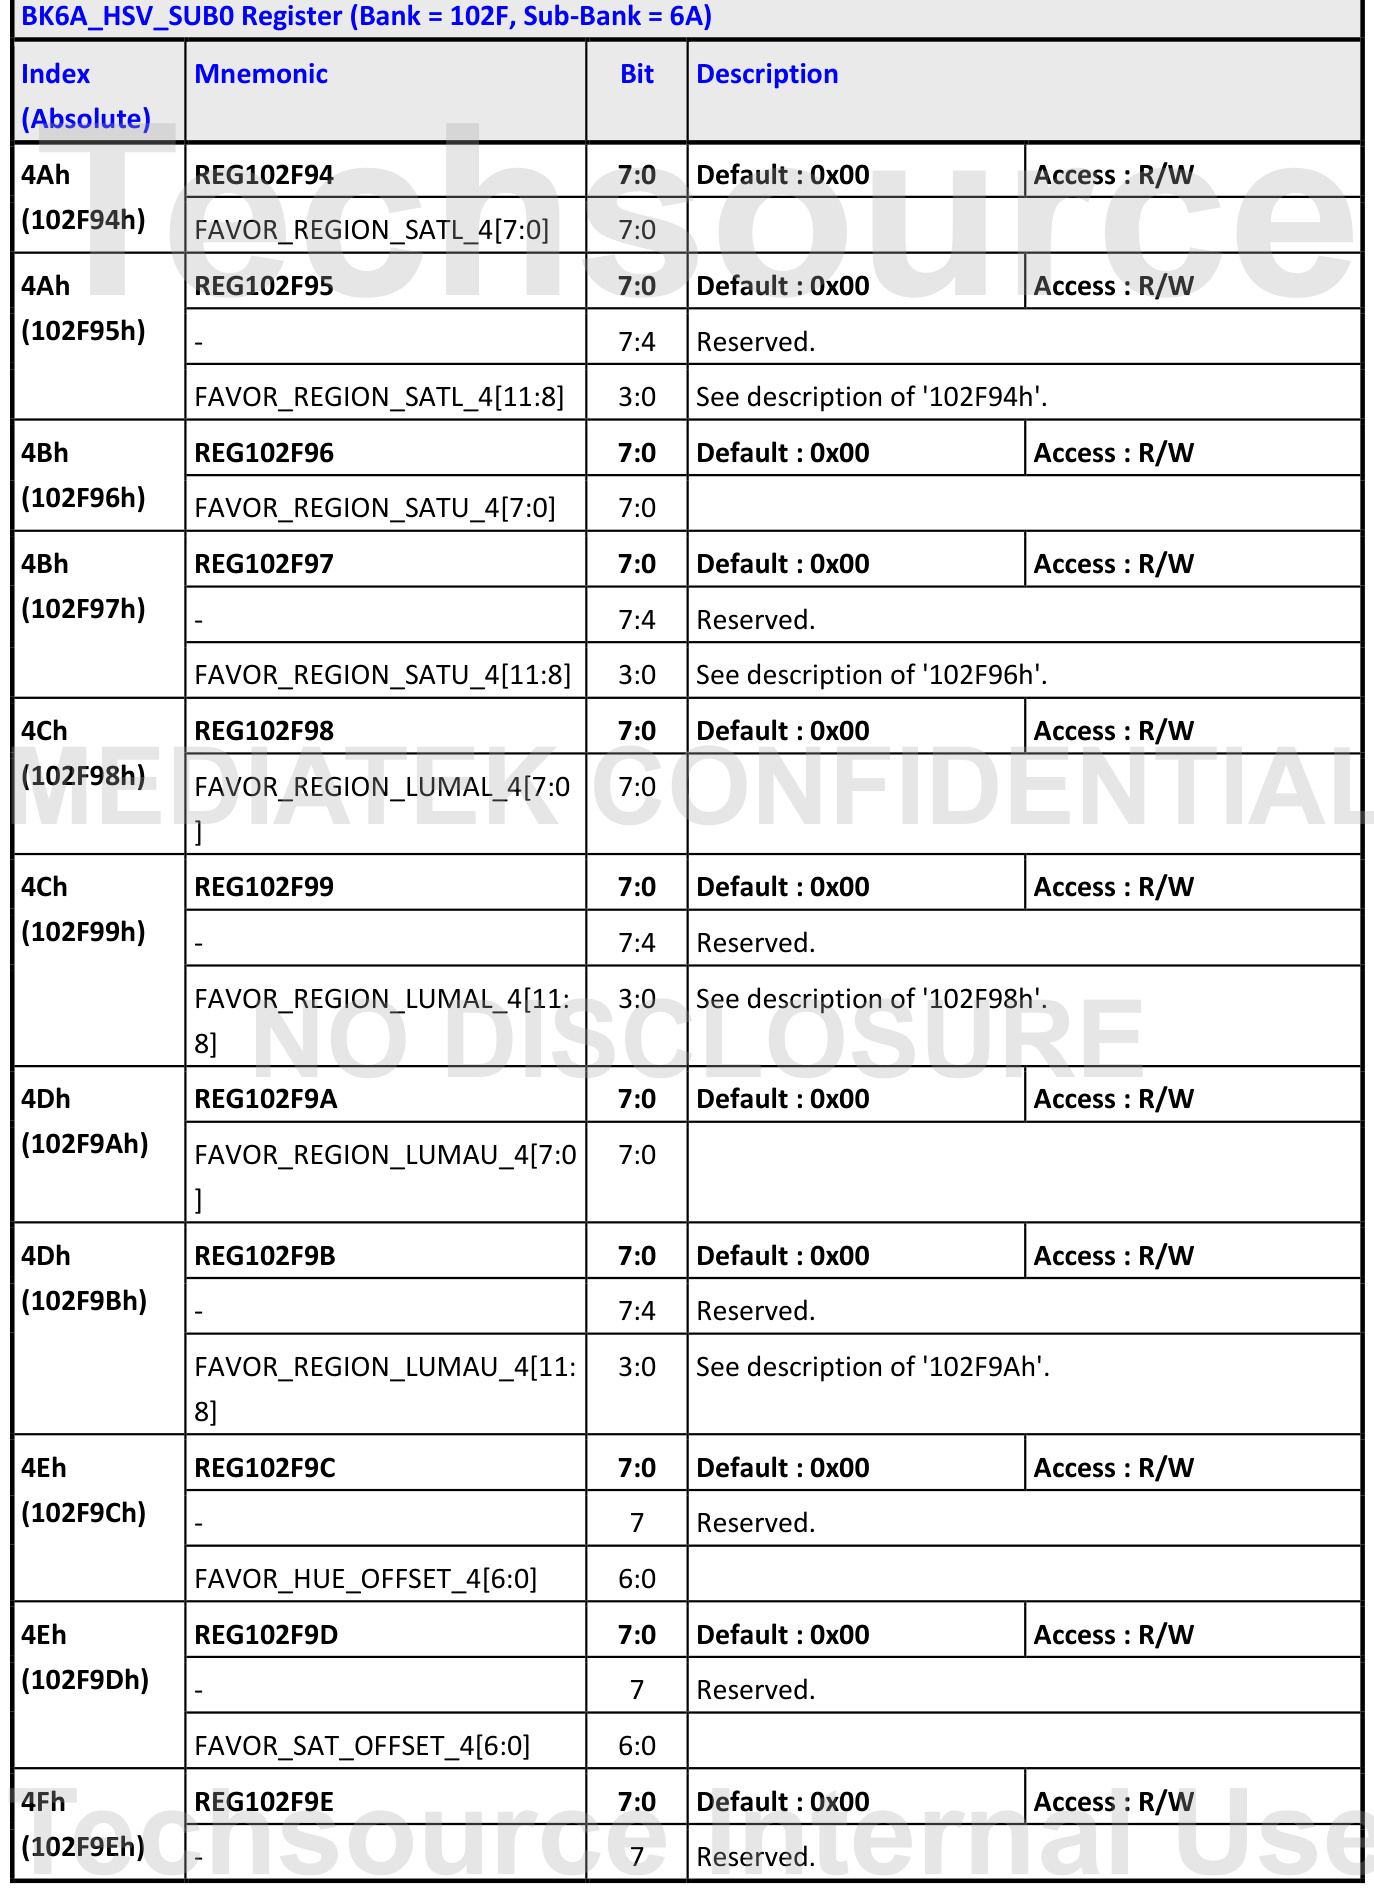 BK6A_HSV_SUB0 Register (Bank = 102F, Sub-Bank = 6A)
Index (Absolute) Mnemonic Bit Description
4Ah (102F94h) REG102F94 7:0 Default : 0x00 Access : R/W
FAVOR_REGION_SATL_4[7:0] 7:0
4Ah (102F95h) REG102F95 7:0 Default : 0x00 Access : R/W
- 7:4 Reserved.
FAVOR_REGION_SATL_4[11:8] 3:0 See description of '102F94h'.
4Bh (102F96h) REG102F96 7:0 Default : 0x00 Access : R/W
FAVOR_REGION_SATU_4[7:0] 7:0
4Bh (102F97h) REG102F97 7:0 Default : 0x00 Access : R/W
- 7:4 Reserved.
FAVOR_REGION_SATU_4[11:8] 3:0 See description of '102F96h'.
4Ch (102F98h) REG102F98 7:0 Default : 0x00 Access : R/W
FAVOR_REGION_LUMAL_4[7:0 7:0
]
4Ch (102F99h) REG102F99 7:0 Default : 0x00 Access : R/W
- 7:4 Reserved.
FAVOR_REGION_LUMAL_4[11: 3:0 See description of '102F98h'.
8]
4Dh (102F9Ah) REG102F9A 7:0 Default : 0x00 Access : R/W
FAVOR_REGION_LUMAU_4[7:0 7:0
]
4Dh (102F9Bh) REG102F9B 7:0 Default : 0x00 Access : R/W
- 7:4 Reserved.
FAVOR_REGION_LUMAU_4[11: 3:0 See description of '102F9Ah'.
8]
4Eh (102F9Ch) REG102F9C 7:0 Default : 0x00 Access : R/W
- 7 Reserved.
FAVOR_HUE_OFFSET_4[6:0] 6:0
4Eh (102F9Dh) REG102F9D 7:0 Default : 0x00 Access : R/W
- 7 Reserved.
FAVOR_SAT_OFFSET_4[6:0] 6:0
4Fh (102F9Eh) REG102F9E 7:0 Default : 0x00 Access : R/W
- 7 Reserved.
Techsource
MEDIATEK CONFIDENTIAL
NO DISCLOSURE
Techsource Internal Use